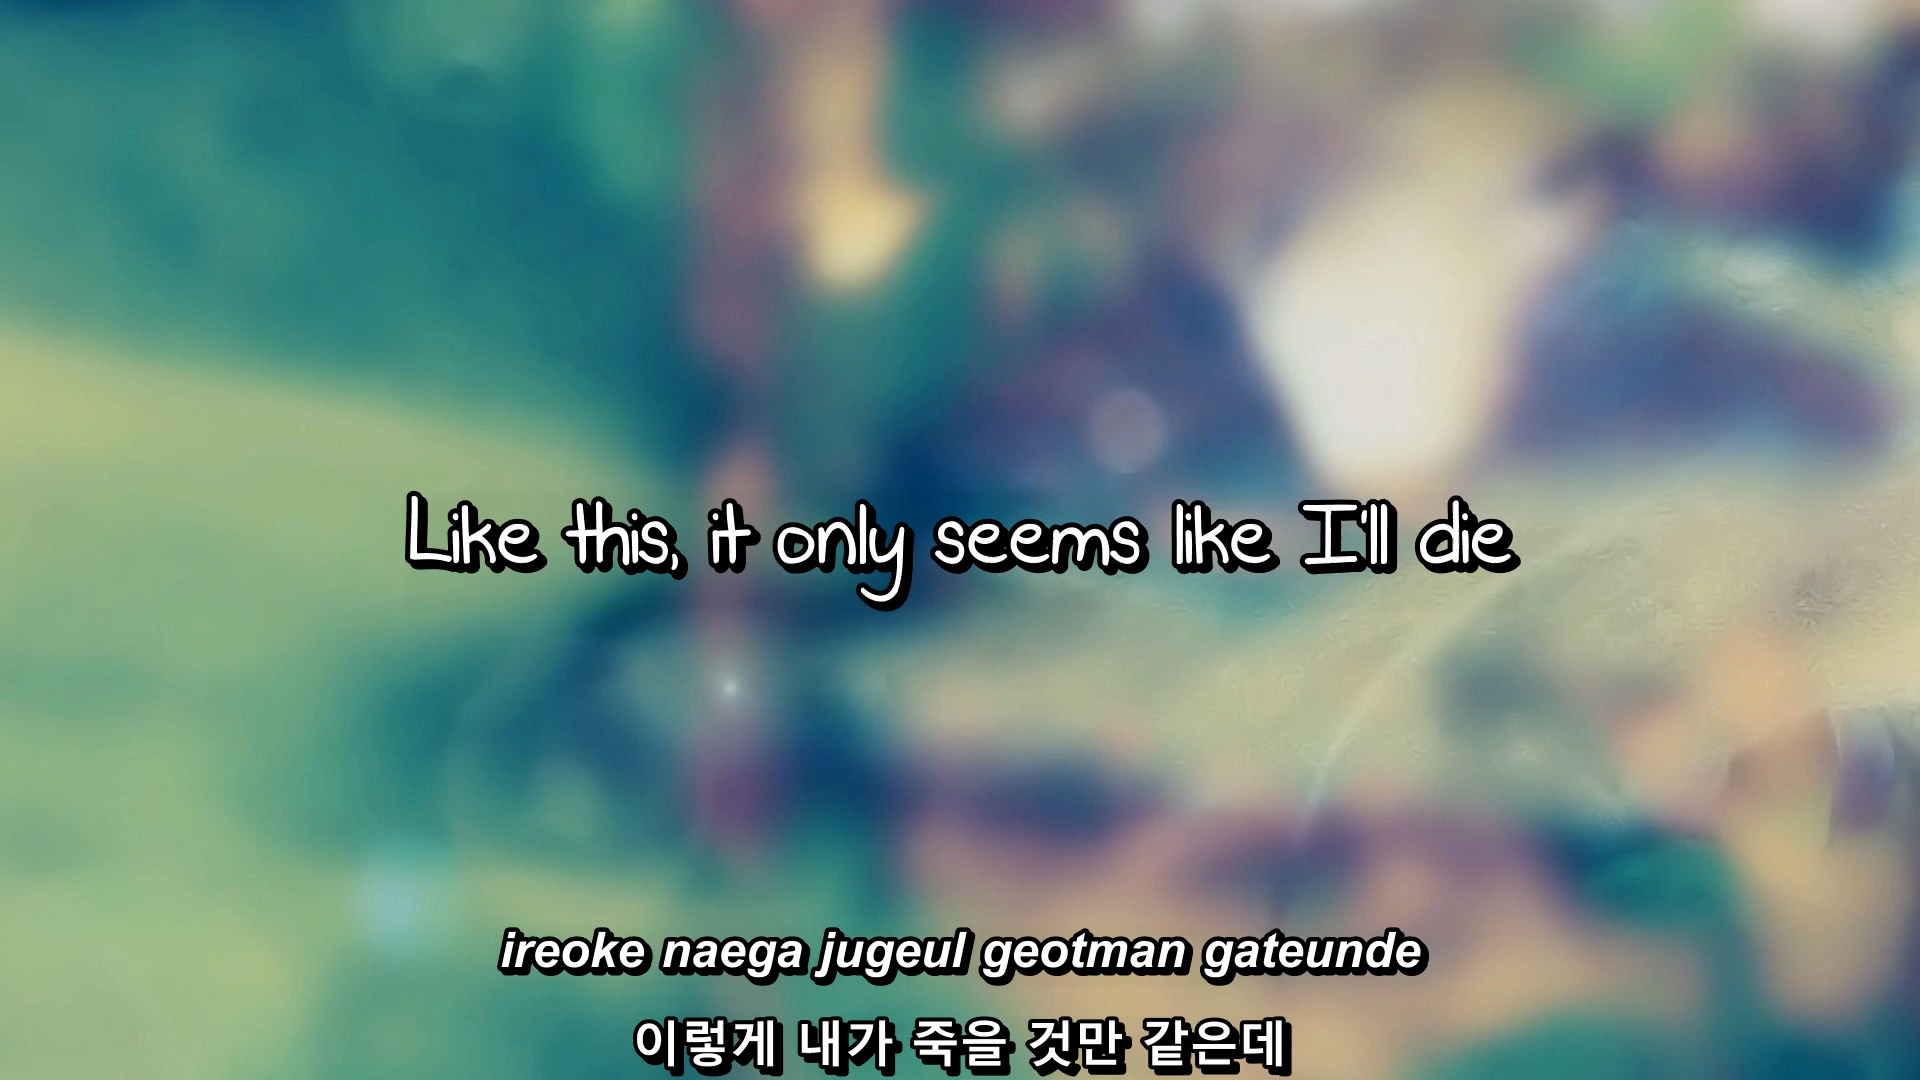 Like this, it only seems like I'll die
ireoke naega jugeul geotman gateunde
이렇게 내가 죽을 것만 같은데